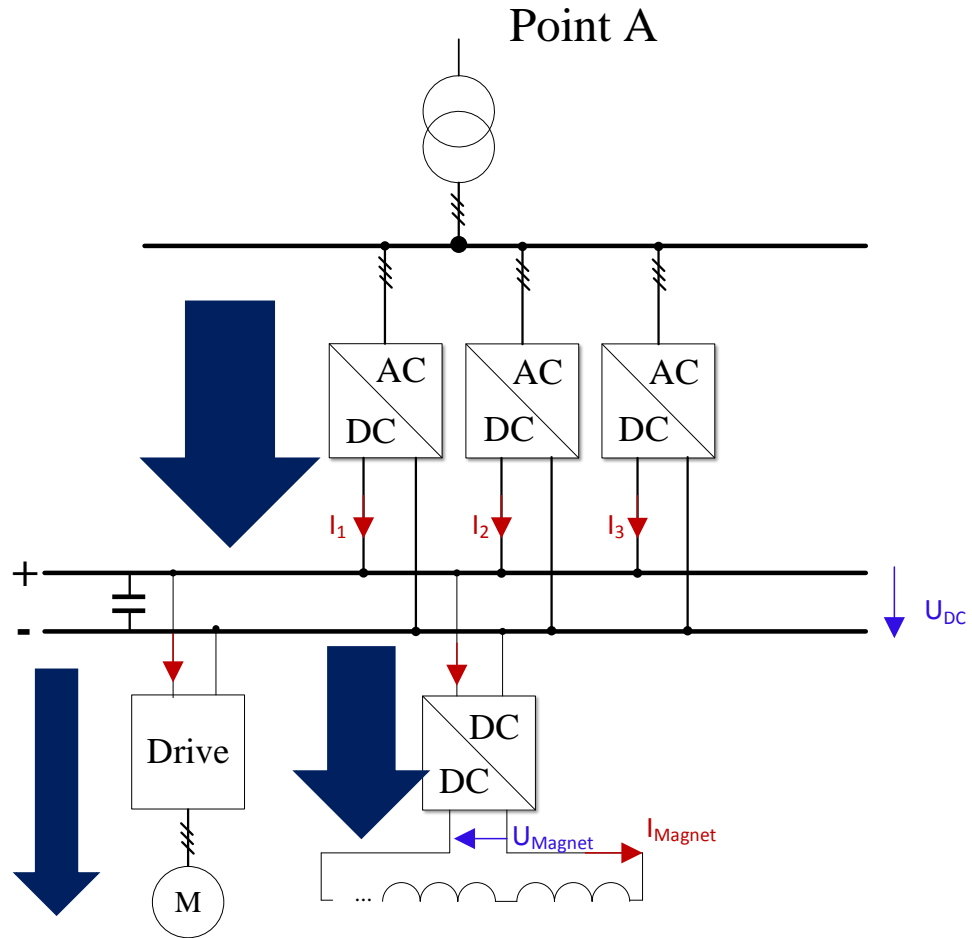 Point A
AC
DC
AC
DC
AC
DC
I1
I2
I3
+
-
UDC
Drive
DC
DC
UMagnet
IMagnet
...
M